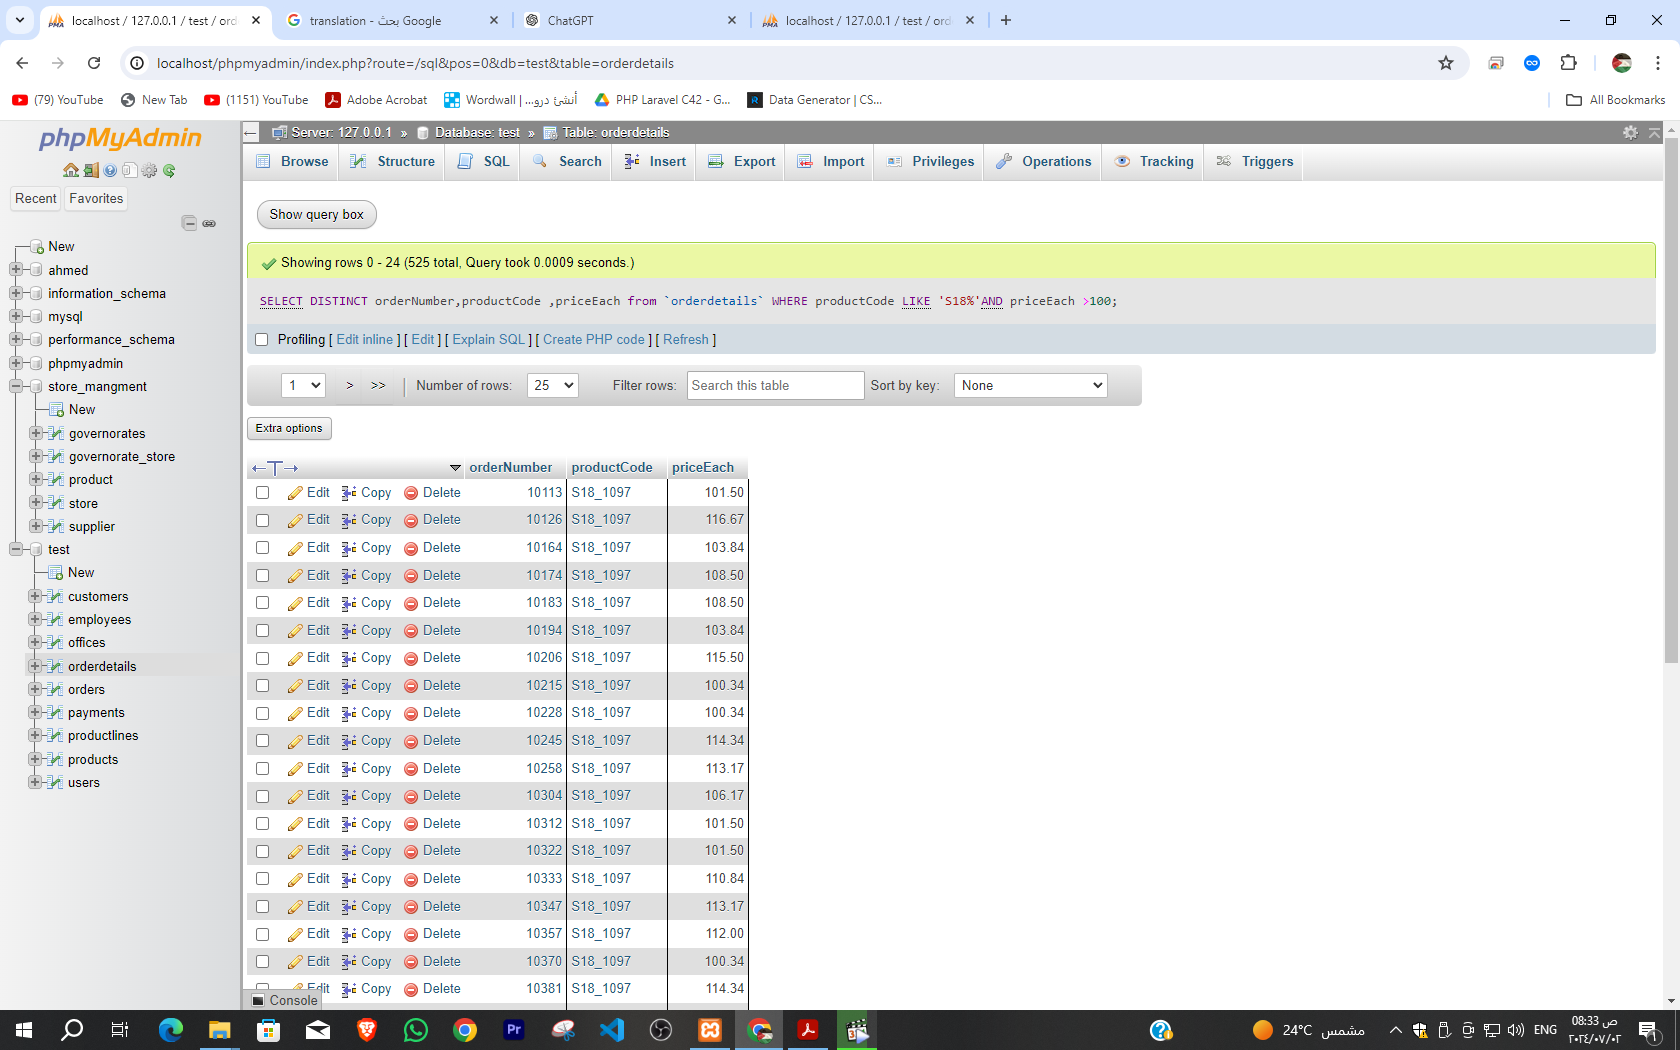 localhost / 127.0.0.1 / test / ord
translation - بحث Google
ChatGPT
localhost / 127.0.0.1 / test / ord
localhost/phpmyadmin/index.php?route=/sql&pos=0&db=test&table=orderdetails
(79) YouTube
New Tab
(1151) YouTube
Adobe Acrobat
Wordwall | أنشئ درو...
PHP Laravel C42 - G...
Data Generator | CS...
All Bookmarks
phpMyAdmin
Recent
Favorites
New
ahmed
information_schema
mysql
performance_schema
phpmyadmin
store_mangment
New
governorates
governorate_store
product
store
supplier
test
New
customers
employees
offices
orderdetails
orders
payments
productlines
products
users
Server: 127.0.0.1 » Database: test » Table: orderdetails
Browse Structure SQL Search Insert Export Import Privileges Operations Tracking Triggers
Show query box
Showing rows 0 - 24 (525 total, Query took 0.0009 seconds.)
SELECT DISTINCT orderNumber,productCode ,priceEach from `orderdetails` WHERE productCode LIKE 'S18%'AND priceEach >100;
Profiling [ Edit inline ] [ Edit ] [ Explain SQL ] [ Create PHP code ] [ Refresh ]
1 > >> | Number of rows: 25 Filter rows: Search this table Sort by key: None
Extra options
←T→ orderNumber productCode priceEach
Edit Copy Delete 10113 S18_1097 101.50
Edit Copy Delete 10126 S18_1097 116.67
Edit Copy Delete 10164 S18_1097 103.84
Edit Copy Delete 10174 S18_1097 108.50
Edit Copy Delete 10183 S18_1097 108.50
Edit Copy Delete 10194 S18_1097 103.84
Edit Copy Delete 10206 S18_1097 115.50
Edit Copy Delete 10215 S18_1097 100.34
Edit Copy Delete 10228 S18_1097 100.34
Edit Copy Delete 10245 S18_1097 114.34
Edit Copy Delete 10258 S18_1097 113.17
Edit Copy Delete 10304 S18_1097 106.17
Edit Copy Delete 10312 S18_1097 101.50
Edit Copy Delete 10322 S18_1097 101.50
Edit Copy Delete 10333 S18_1097 110.84
Edit Copy Delete 10347 S18_1097 113.17
Edit Copy Delete 10357 S18_1097 112.00
Edit Copy Delete 10370 S18_1097 100.34
Edit Copy Delete 10381 S18_1097 114.34
Console
24°C مشمس
ENG
08:33 ص
٢٠٢٤/٠٧/٠٢